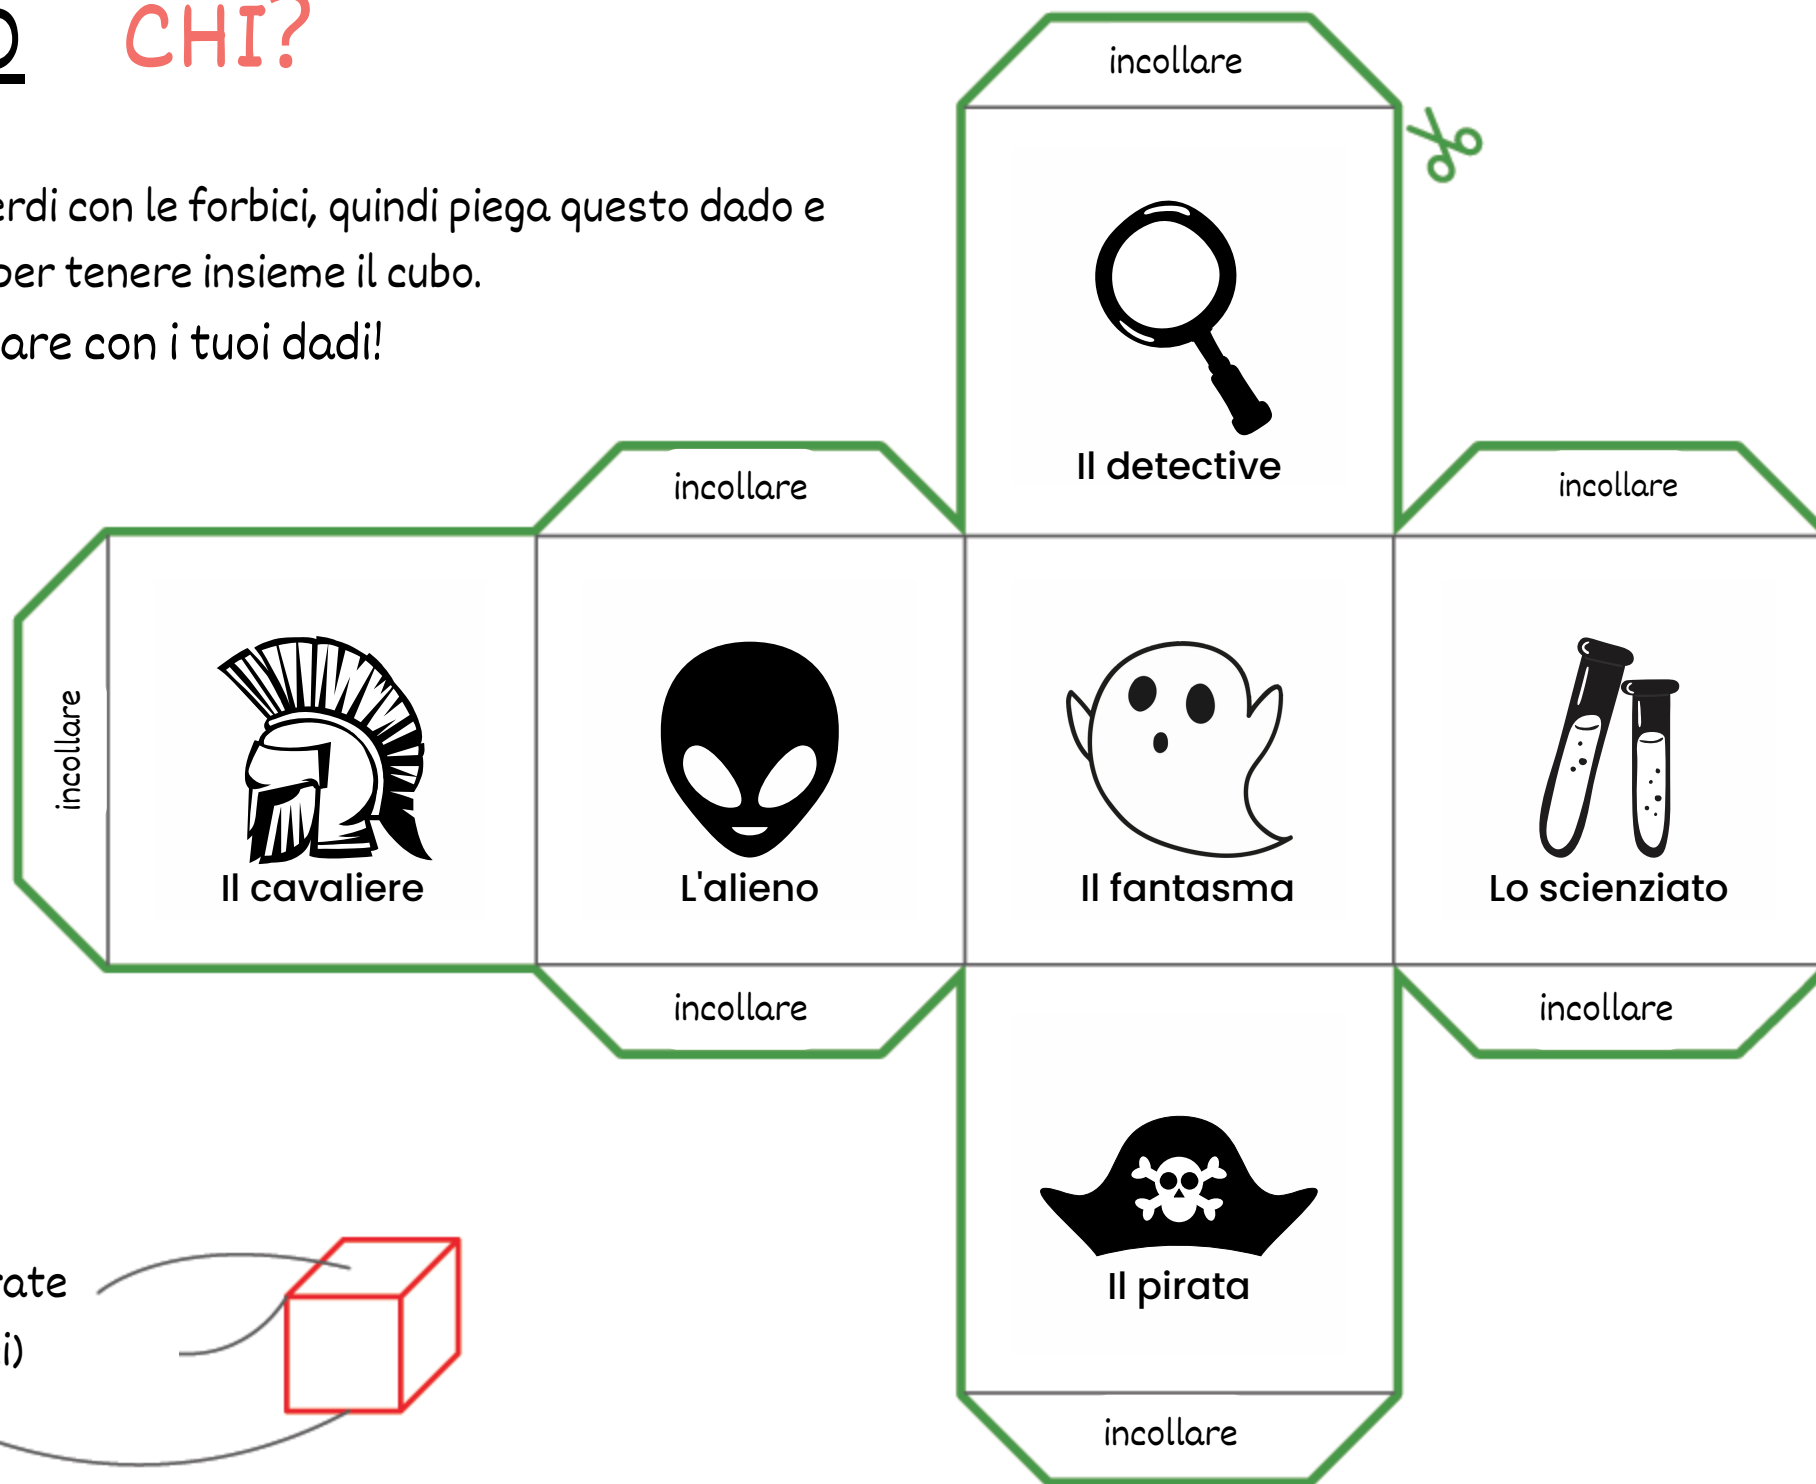 CHI?
incollare
erdi con le forbici, quindi piega questo dado e
per tenere insieme il cubo.
are con i tuoi dadi!
Il detective
incollare
incollare
incollare
Il cavaliere
L'alieno
Il fantasma
Lo scienziato
incollare
incollare
rate
i)
Il pirata
incollare